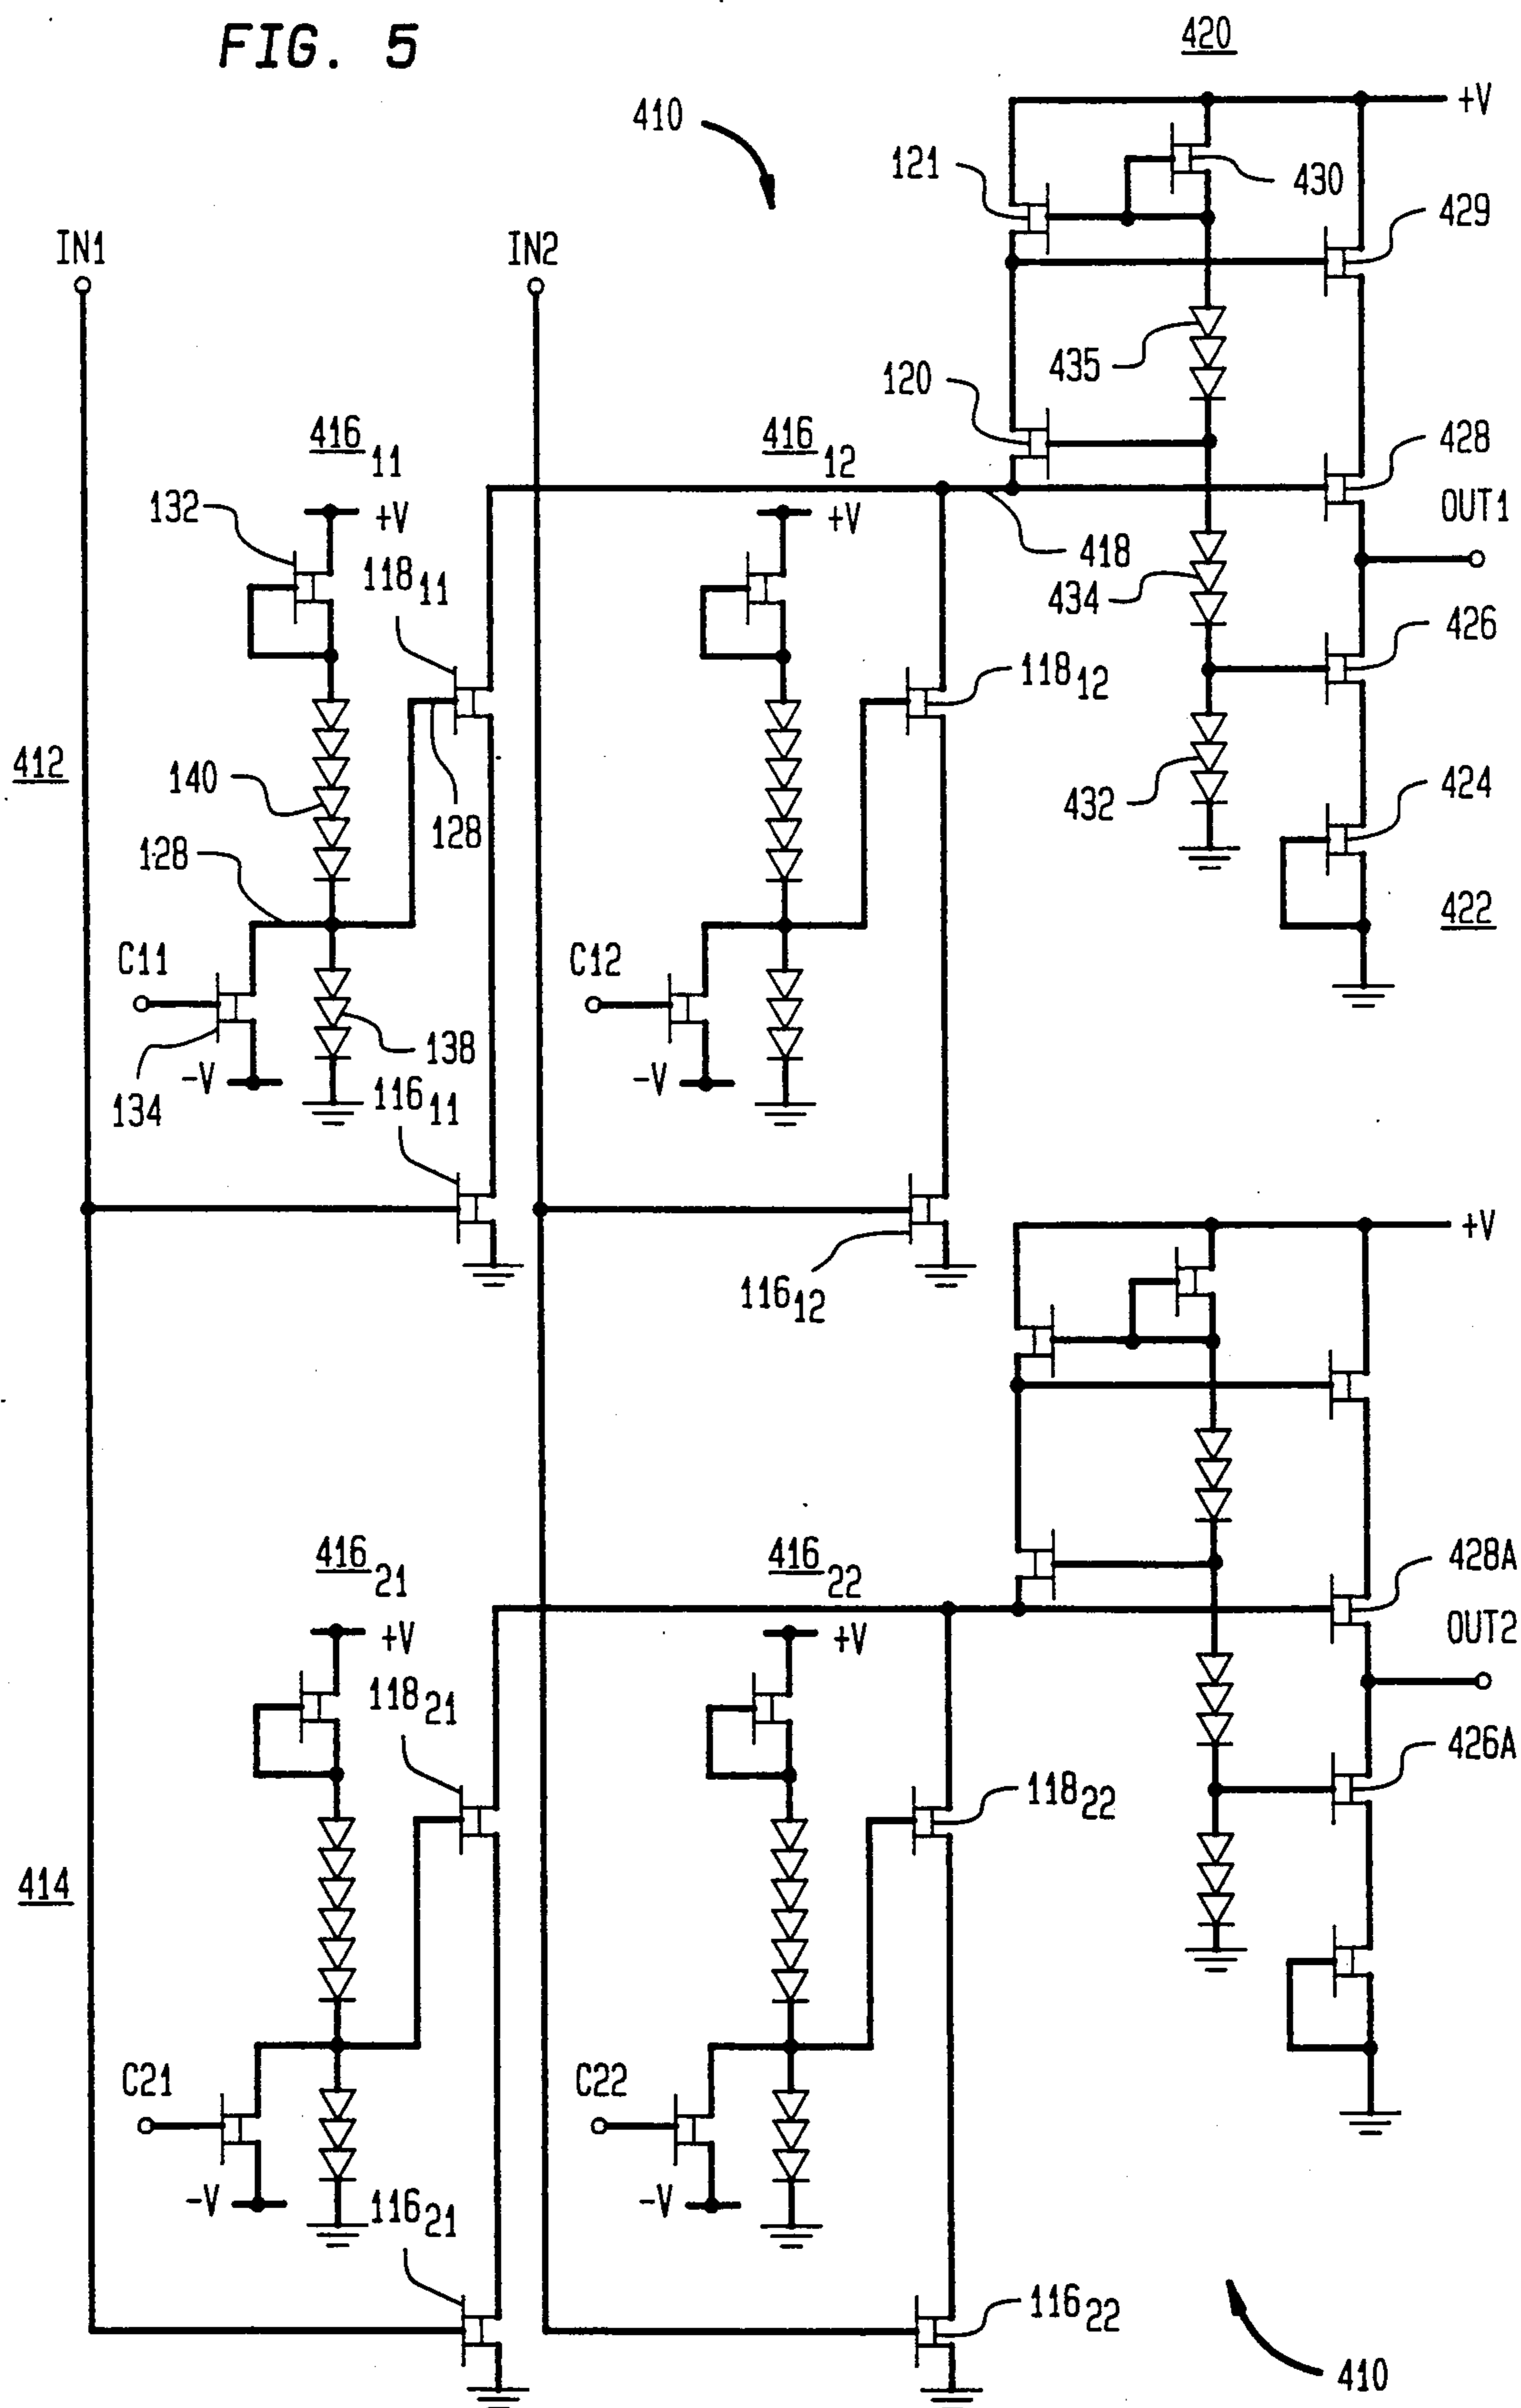 FIG. 5
420
410
+V
121
430
429
IN1
IN2
435
120
416 11
416 12
428
132
+V
+V
OUT1
118 11
418
434
426
118 12
412
140
128
432
424
128
422
C11
C12
138
-V
-V
134
116 11
+V
116 12
416 21
416 22
428A
OUT2
+V
+V
118 21
426A
118 22
414
C21
C22
-V
-V
116 21
116 22
410